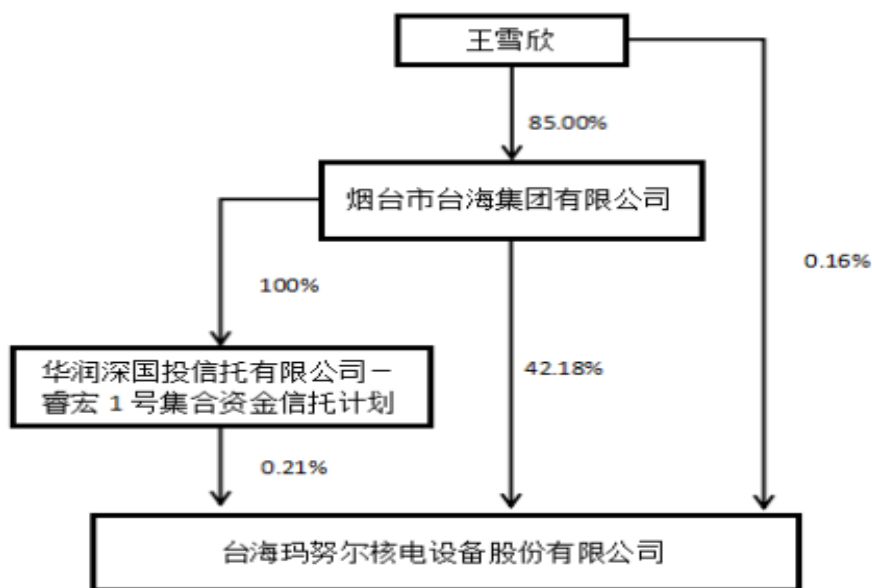 王雪欣
85.00%
烟台市台海集团有限公司
0.16%
100%
42.18%
华润深国投信托有限公司－
睿宏 1 号集合资金信托计划
0.21%
台海玛努尔核电设备股份有限公司